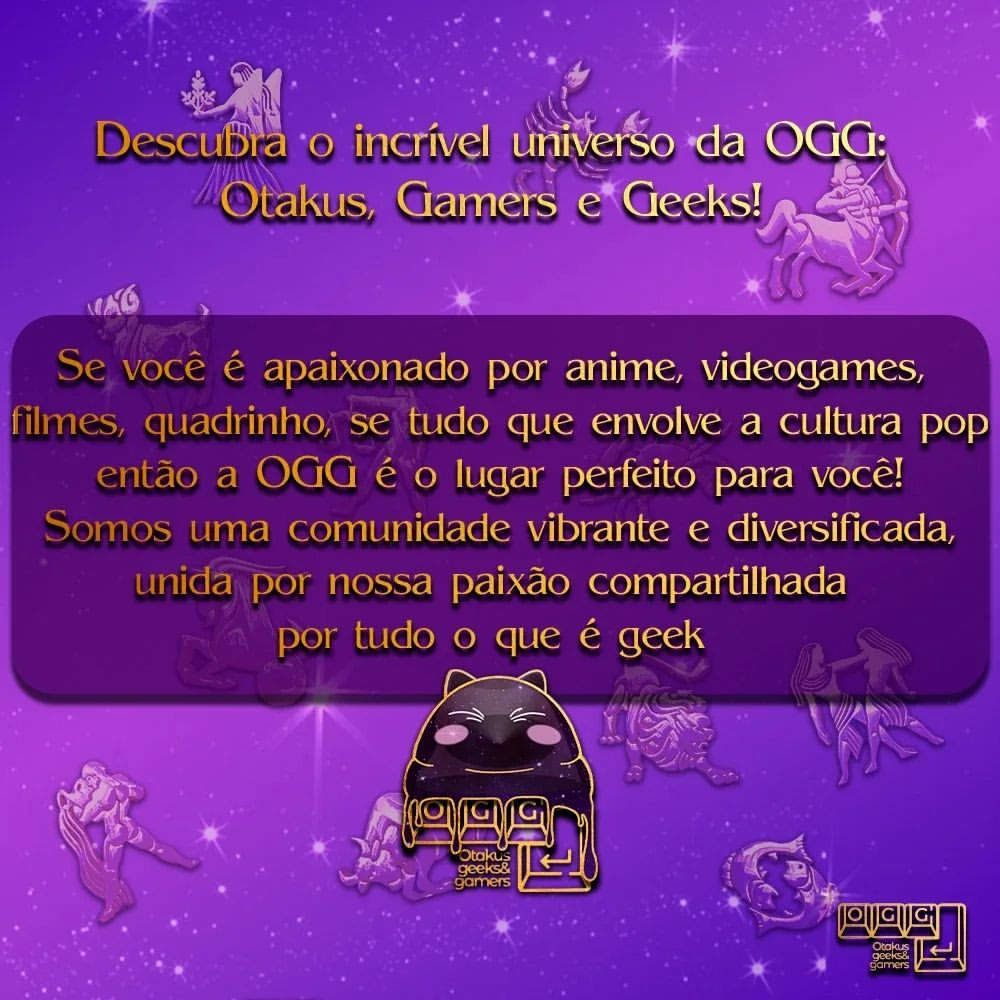 Descubra o incrível universo da OGG:
Otakus, Gamers e Geeks!
Se você é apaixonado por anime, videogames,
filmes, quadrinho, se tudo que envolve a cultura pop
então a OGG é o lugar perfeito para você!
Somos uma comunidade vibrante e diversificada,
unida por nossa paixão compartilhada
por tudo o que é geek
OGG
Otakus
geeks&
gamers
OGG
Otakus
geeks&
gamers